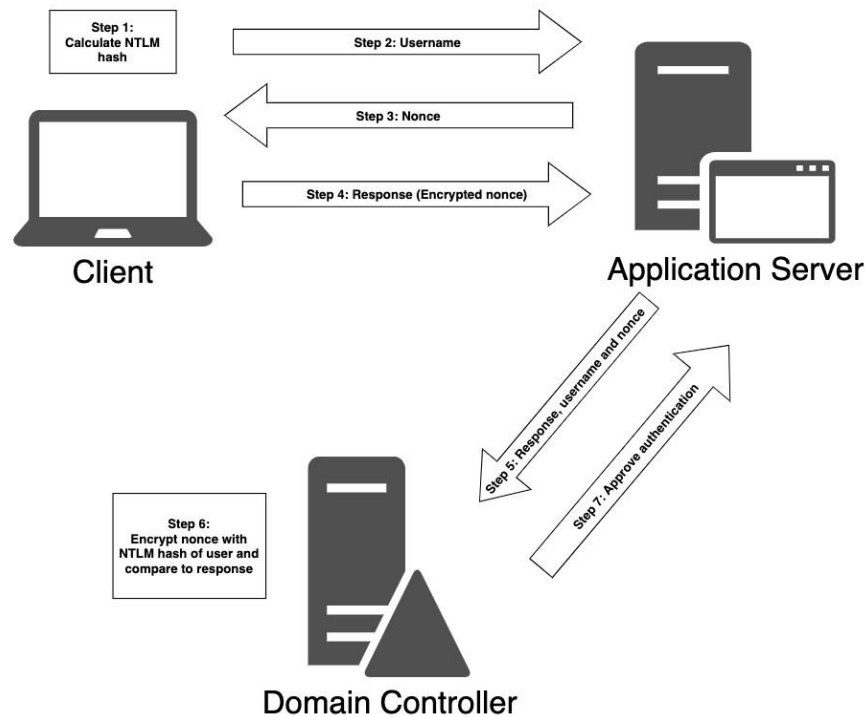 Step 1:
Calculate NTLM
hash
Step 2: Username
Step 3: Nonce
Step 4: Response (Encrypted nonce)
Client
Application Server
Step 5: Response, username and nonce
Step 7: Approve authentication
Step 6:
Encrypt nonce with
NTLM hash of user and
compare to response
Domain Controller